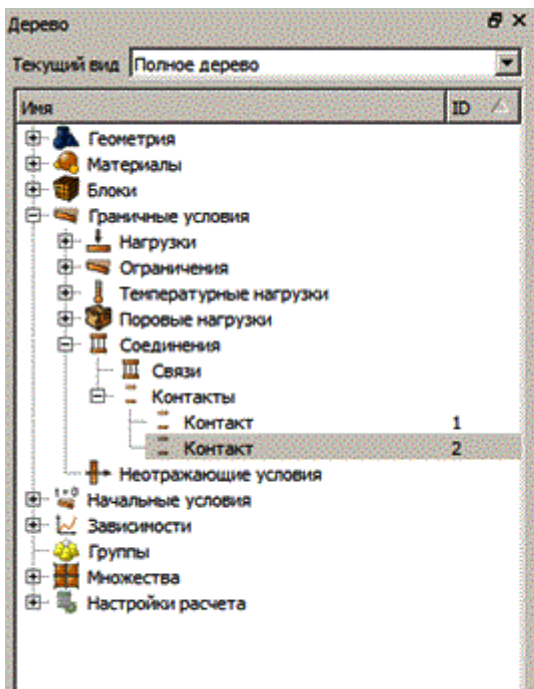 Дерево
Текущий вид Полное дерево
Имя ID
Геометрия
Материалы
Блоки
Граничные условия
Нагрузки
Ограничения
Температурные нагрузки
Поровые нагрузки
Соединения
Связи
Контакты
Контакт 1
Контакт 2
Неотражающие условия
t=0 Начальные условия
Зависимости
Группы
Множества
Настройки расчета